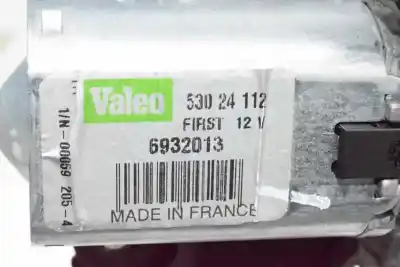 Valeo
530 24 112
FIRST 12 V
6932013
MADE IN FRANCE
1/N-00069 205-4